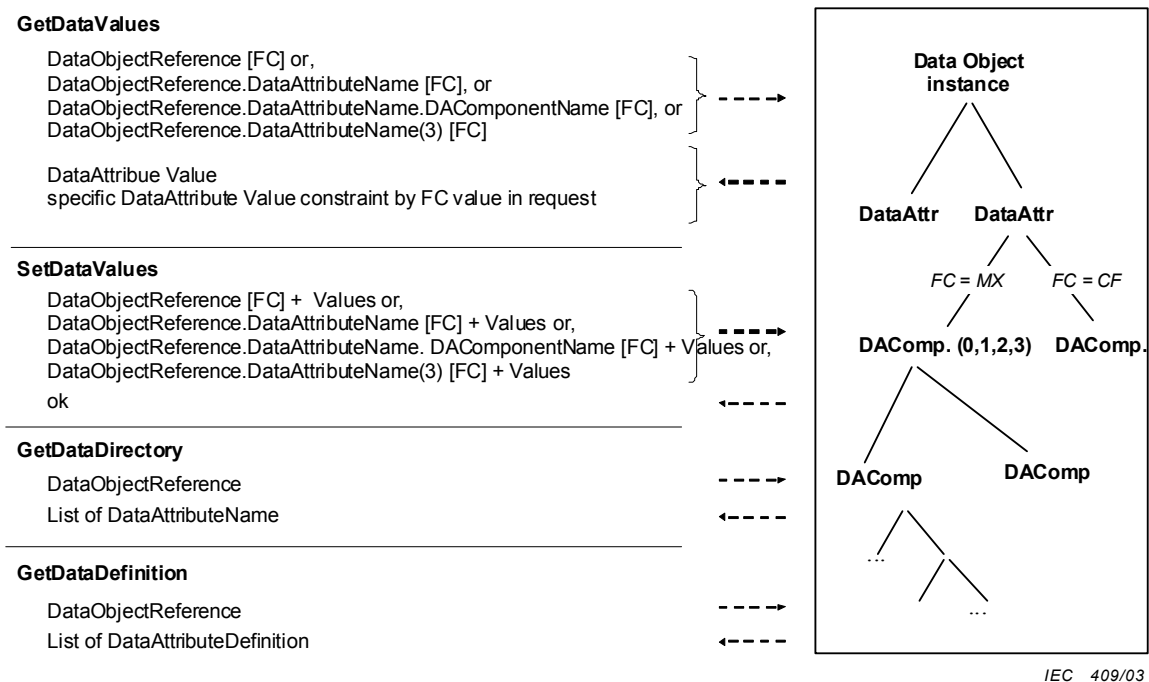 GetDataValues
DataObjectReference [FC] or,
DataObjectReference.DataAttributeName [FC], or
DataObjectReference.DataAttributeName.DAComponentName [FC], or
DataObjectReference.DataAttributeName(3) [FC]
DataAttribue Value
specific DataAttribute Value constraint by FC value in request
SetDataValues
DataObjectReference [FC] + Values or,
DataObjectReference.DataAttributeName [FC] + Values or,
DataObjectReference.DataAttributeName. DAComponentName [FC] + Values or,
DataObjectReference.DataAttributeName(3) [FC] + Values
ok
GetDataDirectory
DataObjectReference
List of DataAttributeName
GetDataDefinition
DataObjectReference
List of DataAttributeDefinition
Data Object
instance
DataAttr DataAttr
FC = MX FC = CF
DAComp. (0,1,2,3) DAComp.
DAComp DAComp
...
...
IEC 409/03